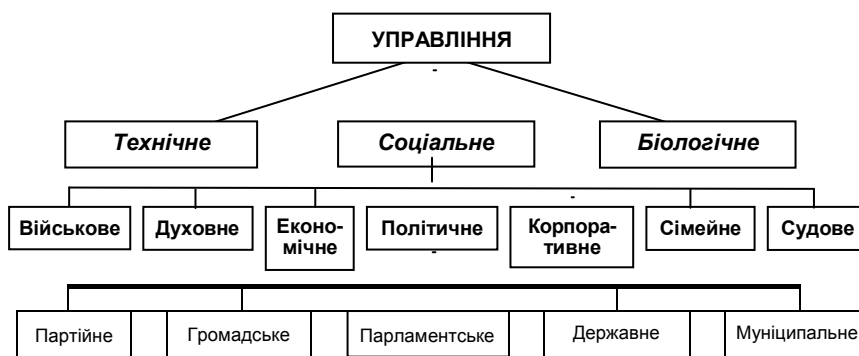 УПРАВЛІННЯ
Технічне
Соціальне
Біологічне
Військове
Духовне
Еконо-
мічне
Політичне
Корпора-
тивне
Сімейне
Судове
Партійне
Громадське
Парламентське
Державне
Муніципальне